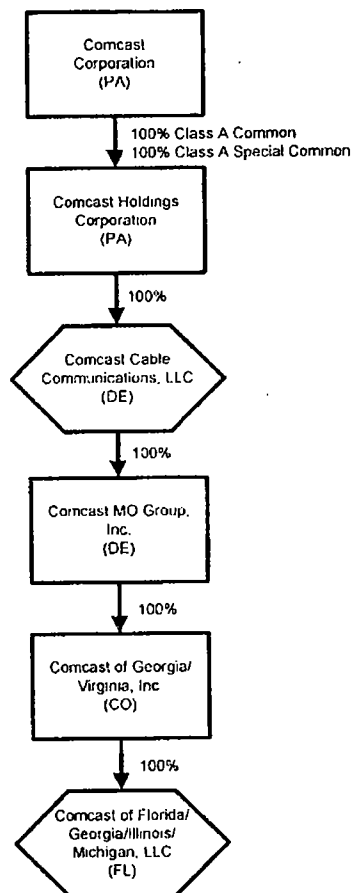 Comcast
Corporation
(PA)
100% Class A Common
100% Class A Special Common
Comcast Holdings
Corporation
(PA)
100%
Comcast Cable
Communications, LLC
(DE)
100%
Comcast MO Group,
Inc.
(DE)
100%
Comcast of Georgia/
Virginia, Inc
(CO)
100%
Comcast of Florida/
Georgia/Illinois/
Michigan, LLC
(FL)